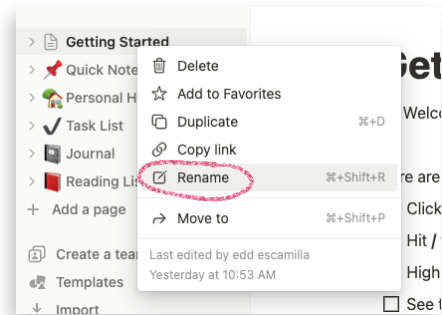 Getting Started
Quick Note
Personal H
Task List
Journal
Reading Lis
Add a page
Create a tea
Templates
Import
Delete
Add to Favorites
Duplicate ⌘+D
Copy link
Rename ⌘+Shift+R
Move to ⌘+Shift+P
Last edited by edd escamilla
Yesterday at 10:53 AM
Get
Welco
re are
Click
Hit /
High
See t